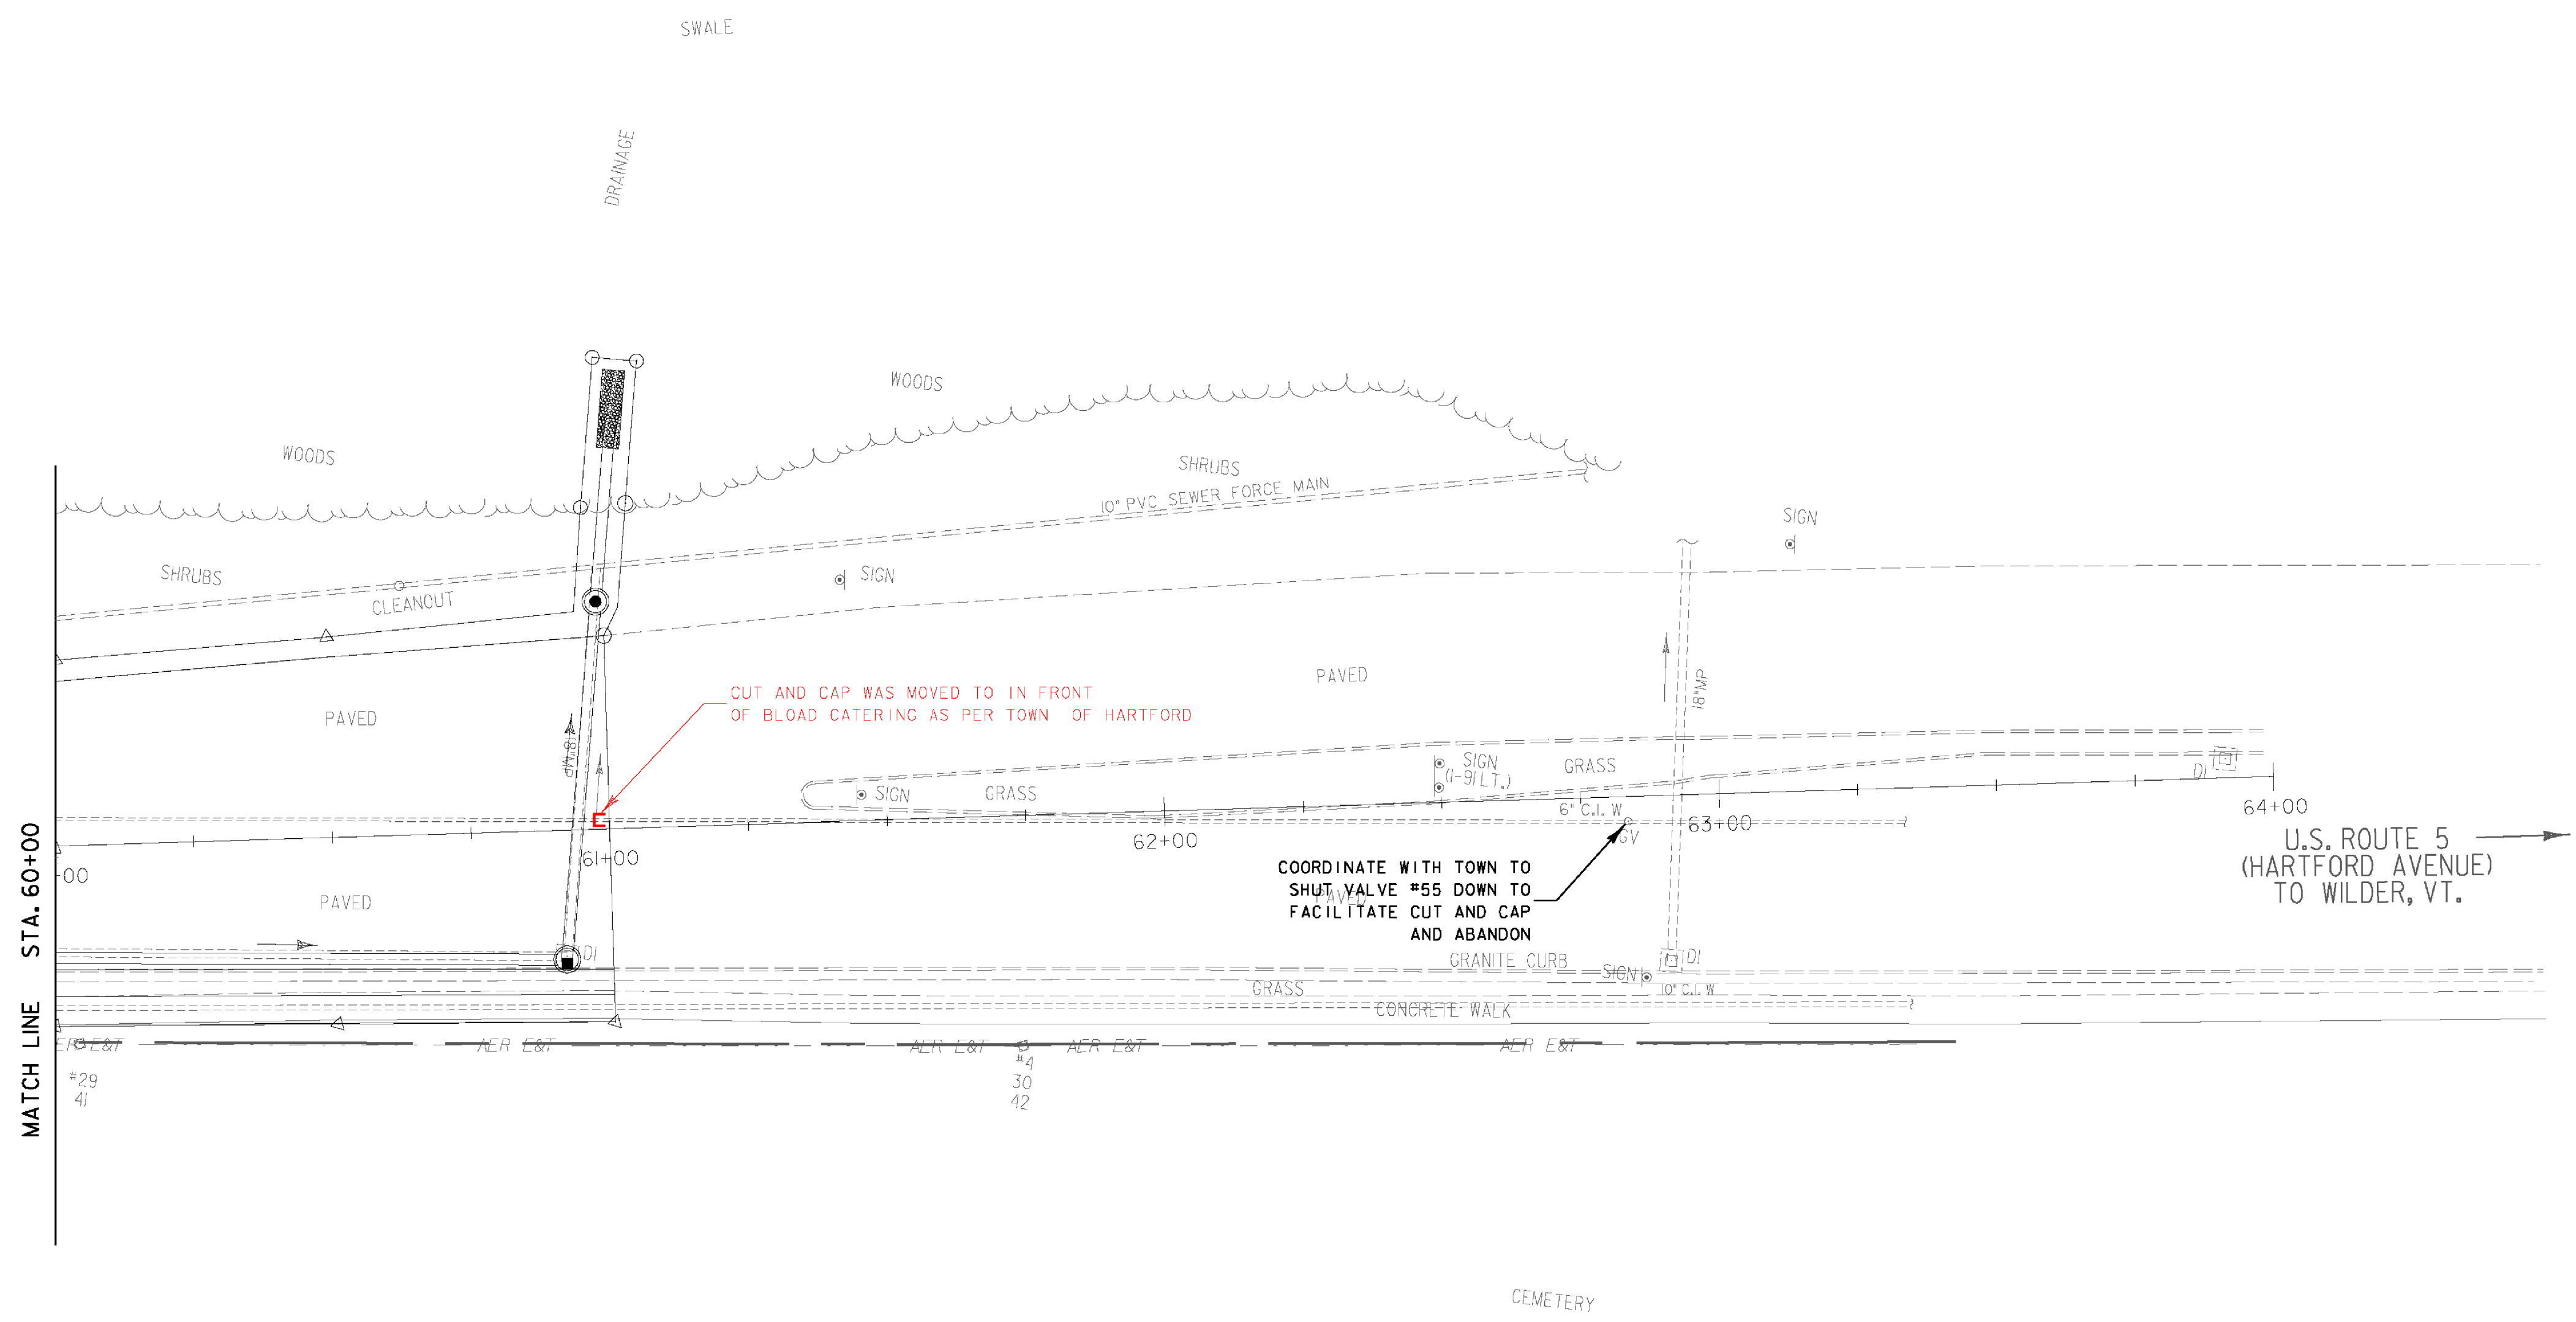 SWALE
DRAINAGE
WOODS
WOODS
SHRUBS
10" PVC SEWER FORCE MAIN
SIGN
SHRUBS
CLEANOUT
SIGN
PAVED
18"MP
CUT AND CAP WAS MOVED TO IN FRONT
OF BLOAD CATERING AS PER TOWN OF HARTFORD
PAVED
18"MP
SIGN
(I-91 LT.)
GRASS
DI
SIGN
GRASS
6" C.I. W
GV
63+00
64+00
62+00
61+00
+00
MATCH LINE STA. 60+00
U.S. ROUTE 5
(HARTFORD AVENUE)
TO WILDER, VT.
COORDINATE WITH TOWN TO
SHUT VALVE #55 DOWN TO
FACILITATE CUT AND CAP
AND ABANDON
PAVED
PAVED
DI
GRANITE CURB
SIGN
DI
GRASS
10" C.I. W
CONCRETE WALK
ER E&T
AER E&T
AER E&T
AER E&T
AER E&T
#29
41
#4
30
42
CEMETERY